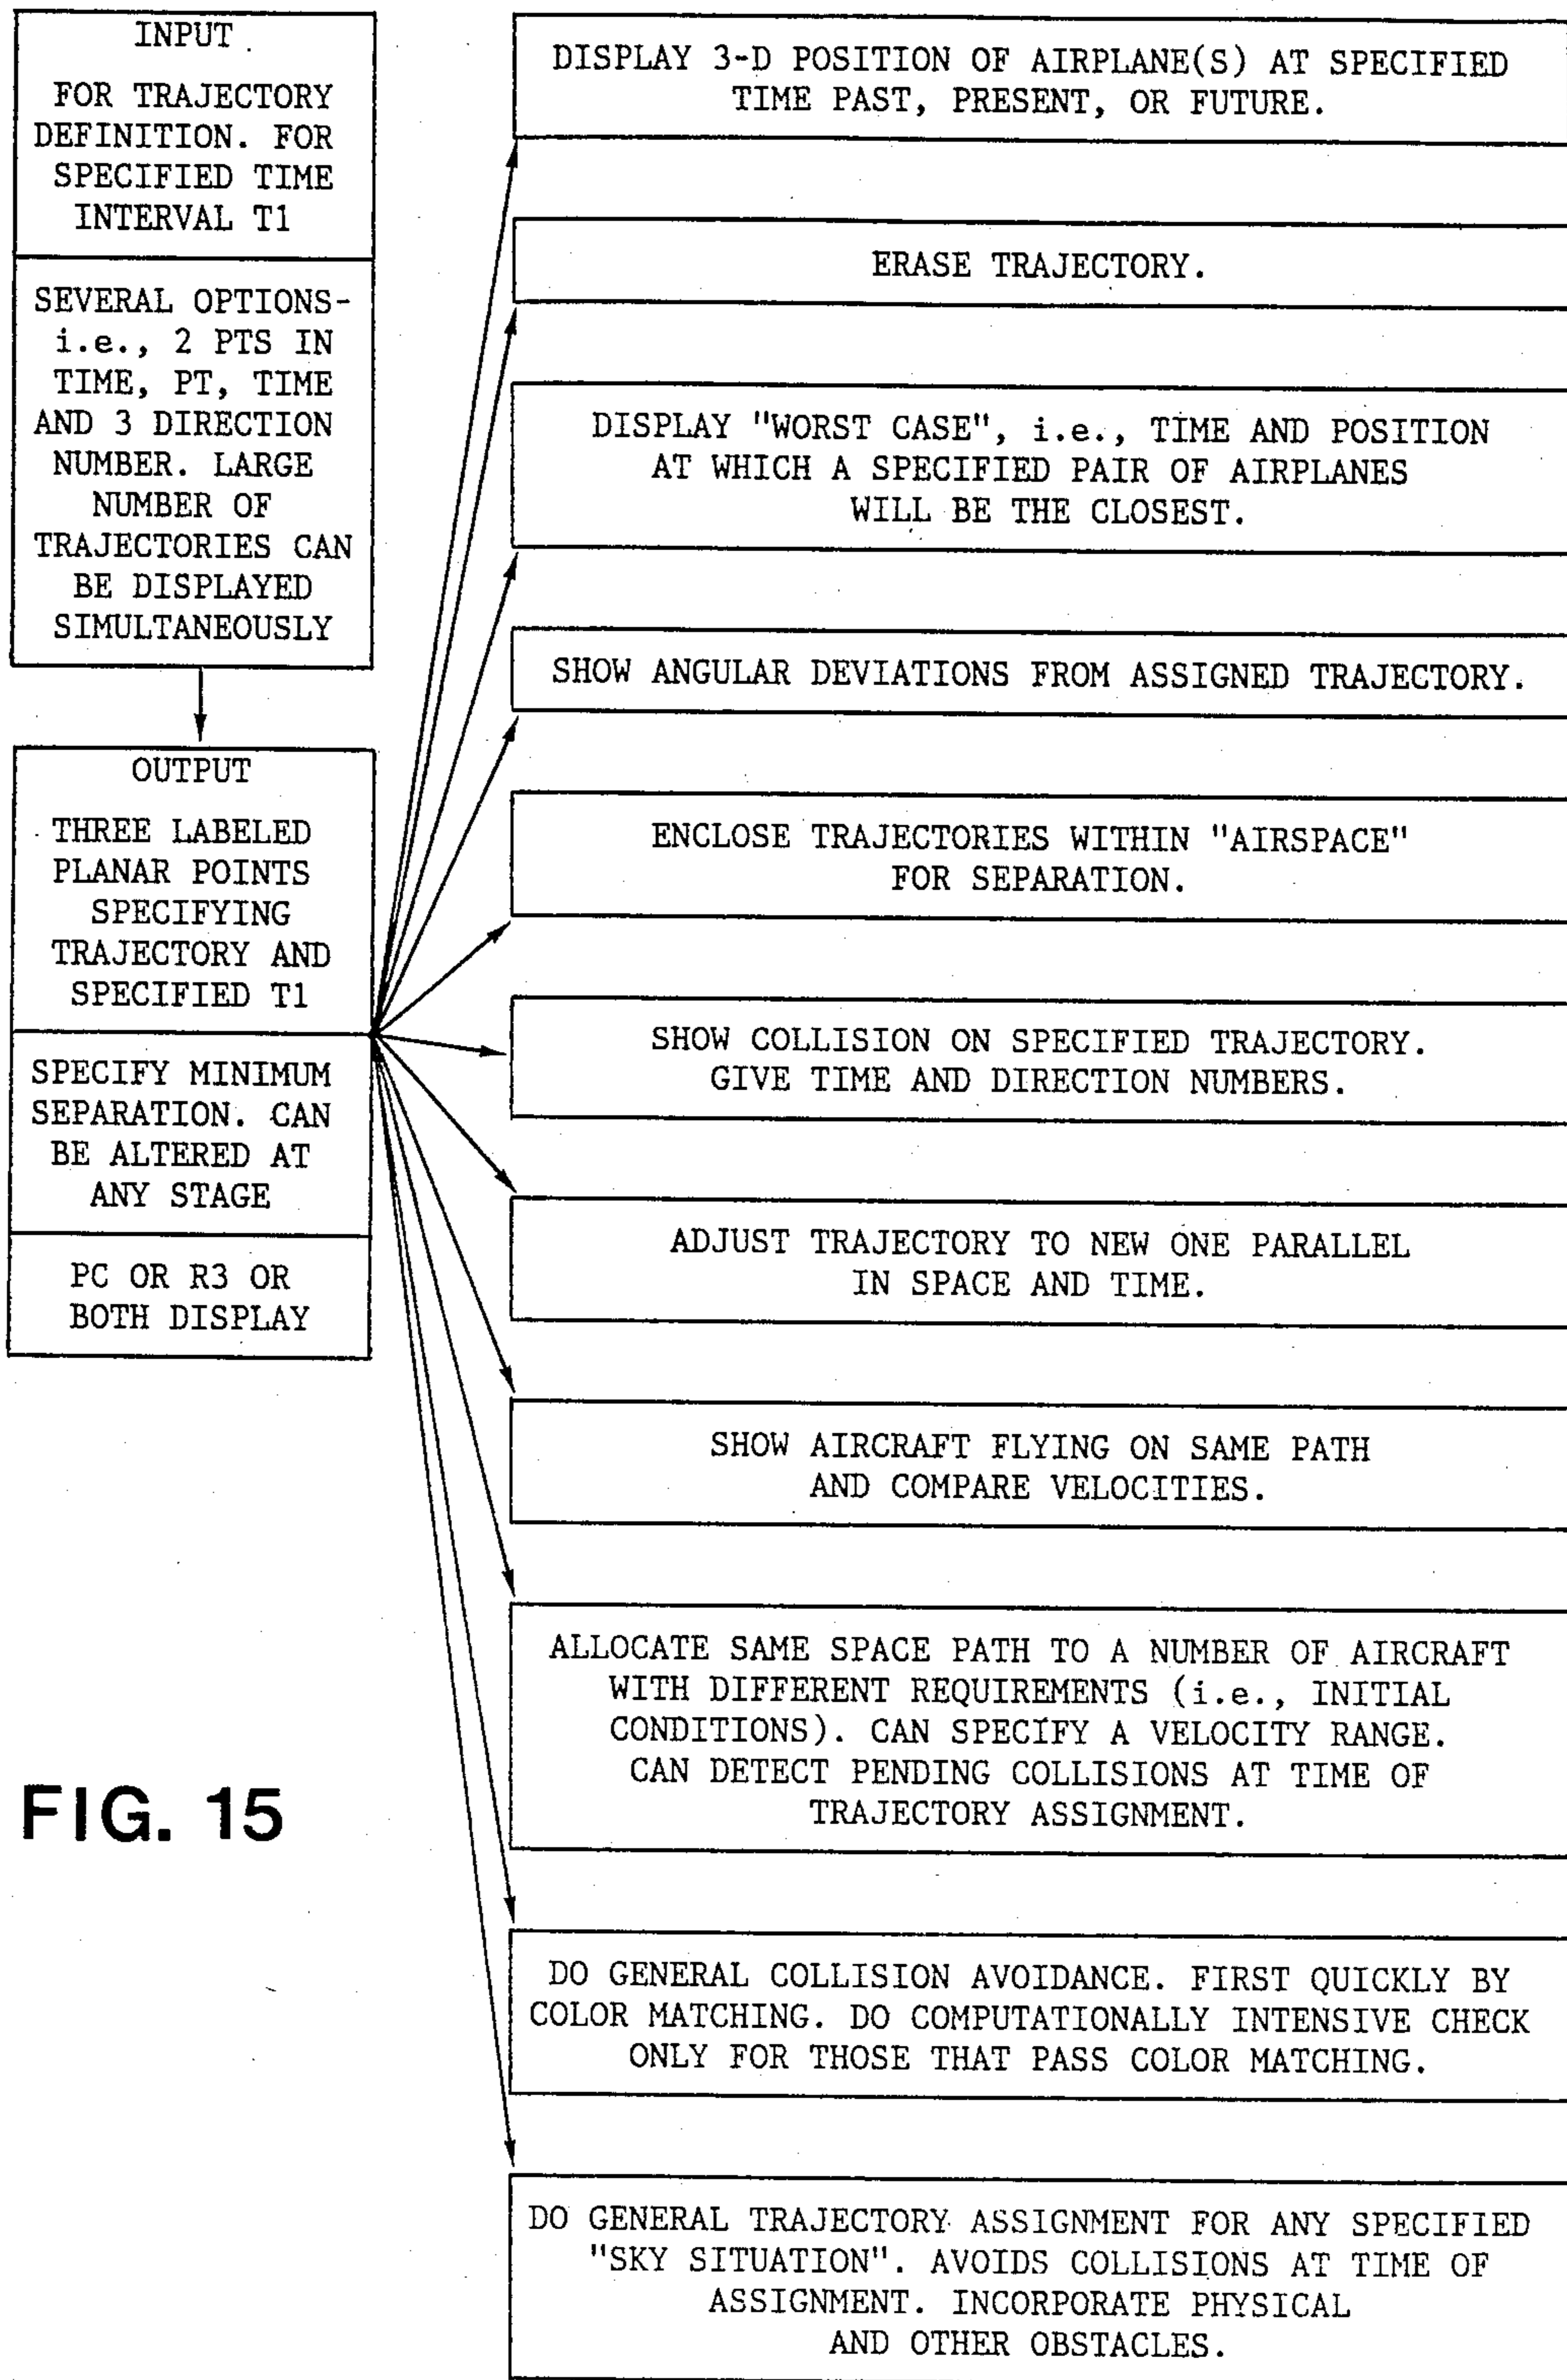 INPUT
FOR TRAJECTORY
DEFINITION. FOR
SPECIFIED TIME
INTERVAL T1
SEVERAL OPTIONS-
i.e., 2 PTS IN
TIME, PT, TIME
AND 3 DIRECTION
NUMBER. LARGE
NUMBER OF
TRAJECTORIES CAN
BE DISPLAYED
SIMULTANEOUSLY
OUTPUT
THREE LABELED
PLANAR POINTS
SPECIFYING
TRAJECTORY AND
SPECIFIED T1
SPECIFY MINIMUM
SEPARATION. CAN
BE ALTERED AT
ANY STAGE
PC OR R3 OR
BOTH DISPLAY
DISPLAY 3-D POSITION OF AIRPLANE(S) AT SPECIFIED
TIME PAST, PRESENT, OR FUTURE.
ERASE TRAJECTORY.
DISPLAY "WORST CASE", i.e., TIME AND POSITION
AT WHICH A SPECIFIED PAIR OF AIRPLANES
WILL BE THE CLOSEST.
SHOW ANGULAR DEVIATIONS FROM ASSIGNED TRAJECTORY.
ENCLOSE TRAJECTORIES WITHIN "AIRSPACE"
FOR SEPARATION.
SHOW COLLISION ON SPECIFIED TRAJECTORY.
GIVE TIME AND DIRECTION NUMBERS.
ADJUST TRAJECTORY TO NEW ONE PARALLEL
IN SPACE AND TIME.
SHOW AIRCRAFT FLYING ON SAME PATH
AND COMPARE VELOCITIES.
ALLOCATE SAME SPACE PATH TO A NUMBER OF AIRCRAFT
WITH DIFFERENT REQUIREMENTS (i.e., INITIAL
CONDITIONS). CAN SPECIFY A VELOCITY RANGE.
CAN DETECT PENDING COLLISIONS AT TIME OF
TRAJECTORY ASSIGNMENT.
DO GENERAL COLLISION AVOIDANCE. FIRST QUICKLY BY
COLOR MATCHING. DO COMPUTATIONALLY INTENSIVE CHECK
ONLY FOR THOSE THAT PASS COLOR MATCHING.
DO GENERAL TRAJECTORY ASSIGNMENT FOR ANY SPECIFIED
"SKY SITUATION". AVOIDS COLLISIONS AT TIME OF
ASSIGNMENT. INCORPORATE PHYSICAL
AND OTHER OBSTACLES.
FIG. 15